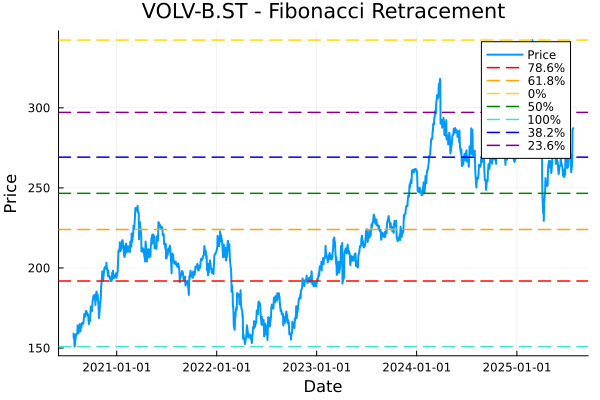 VOLV-B.ST - Fibonacci Retracement
Price
78.6%
61.8%
0%
50%
100%
38.2%
23.6%
Price
300
250
200
150
2021-01-01 2022-01-01 2023-01-01 2024-01-01 2025-01-01
Date